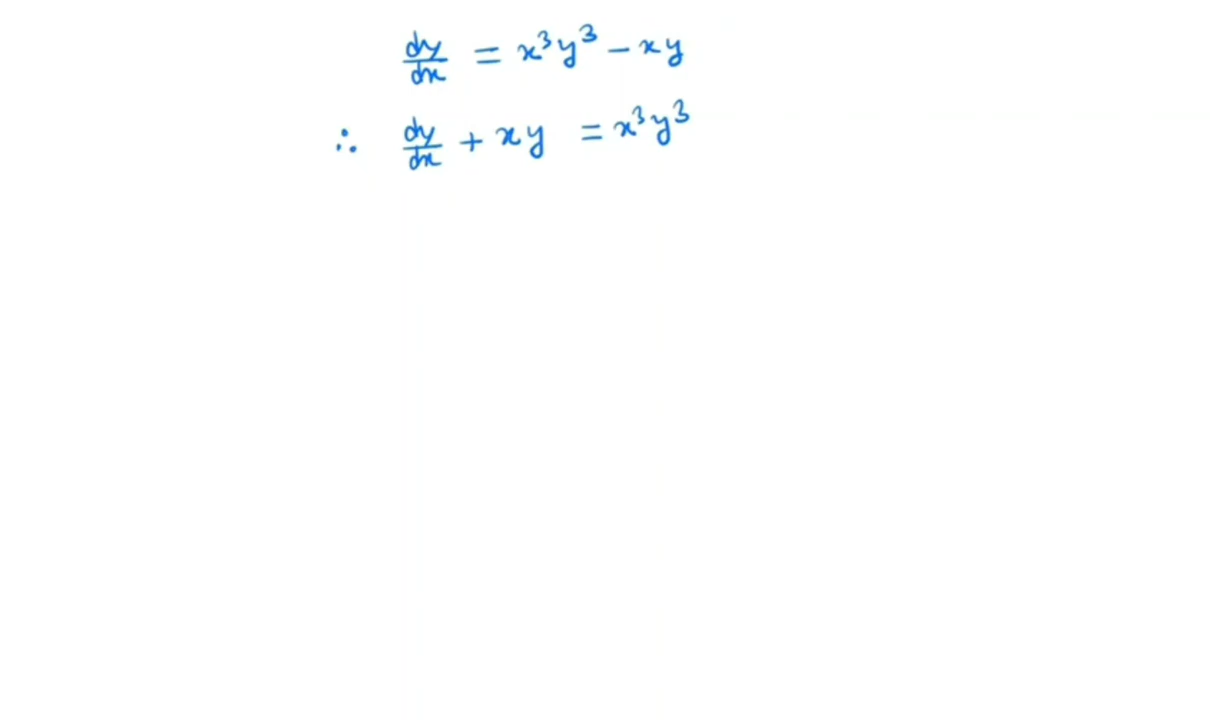 dy/dx = x³y³ - xy
∴ dy/dx + xy = x³y³